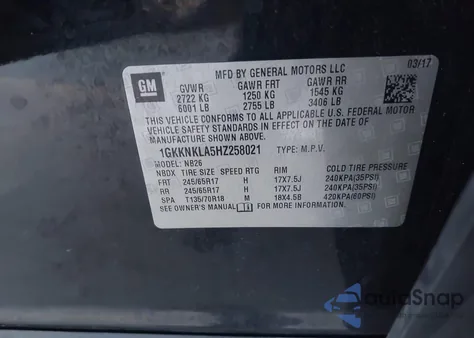 MFD BY GENERAL MOTORS LLC
03/17
GM
GVWR GAWR FRT GAWR RR
2722 KG 1250 KG 1545 KG
6001 LB 2755 LB 3406 LB
THIS VEHICLE CONFORMS TO ALL APPLICABLE U.S. FEDERAL MOTOR
VEHICLE SAFETY STANDARDS IN EFFECT ON THE DATE OF
MANUFACTURE SHOWN ABOVE.
1GKKNKLA5HZ258021 TYPE: M.P.V.
MODEL: NB26
NBDX TIRE SIZE SPEED RTG RIM COLD TIRE PRESSURE
FRT 245/65R17 H 17X7.5J 240KPA(35PSI)
RR 245/65R17 H 17X7.5J 240KPA(35PSI)
SPA T135/70R18 M 18X4.5B 420KPA(60PSI)
SEE OWNER'S MANUAL FOR MORE INFORMATION.
autoSnap